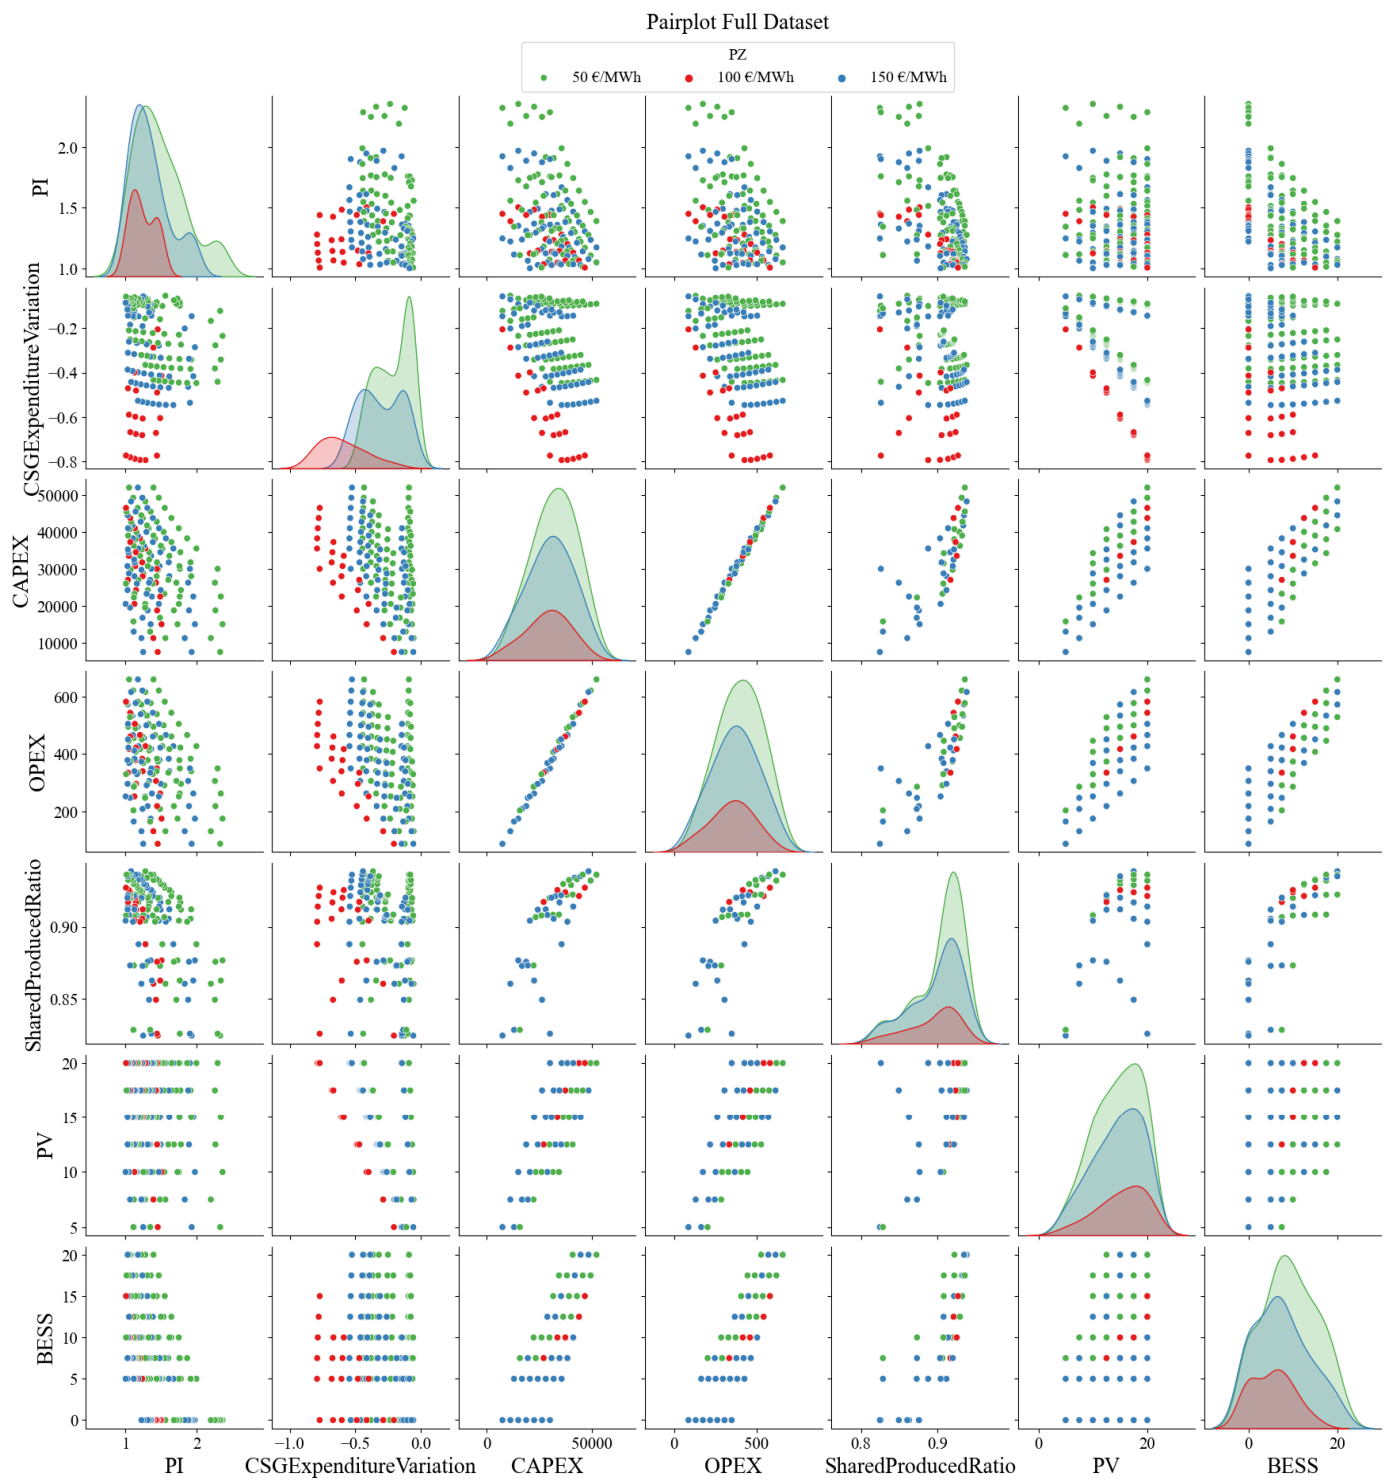 Pairplot Full Dataset
PZ
50 €/MWh 100 €/MWh 150 €/MWh
PI
2.0
1.5
1.0
CSGExpenditureVariation
−0.2
−0.4
−0.6
−0.8
CAPEX
50000
40000
30000
20000
10000
OPEX
600
400
200
SharedProducedRatio
0.90
0.85
PV
20
15
10
5
BESS
20
15
10
5
0
1 2 −1.0 −0.5 0.0 0 50000 0 500 0.8 0.9 0 20 0 20
PI CSGExpenditureVariation CAPEX OPEX SharedProducedRatio PV BESS